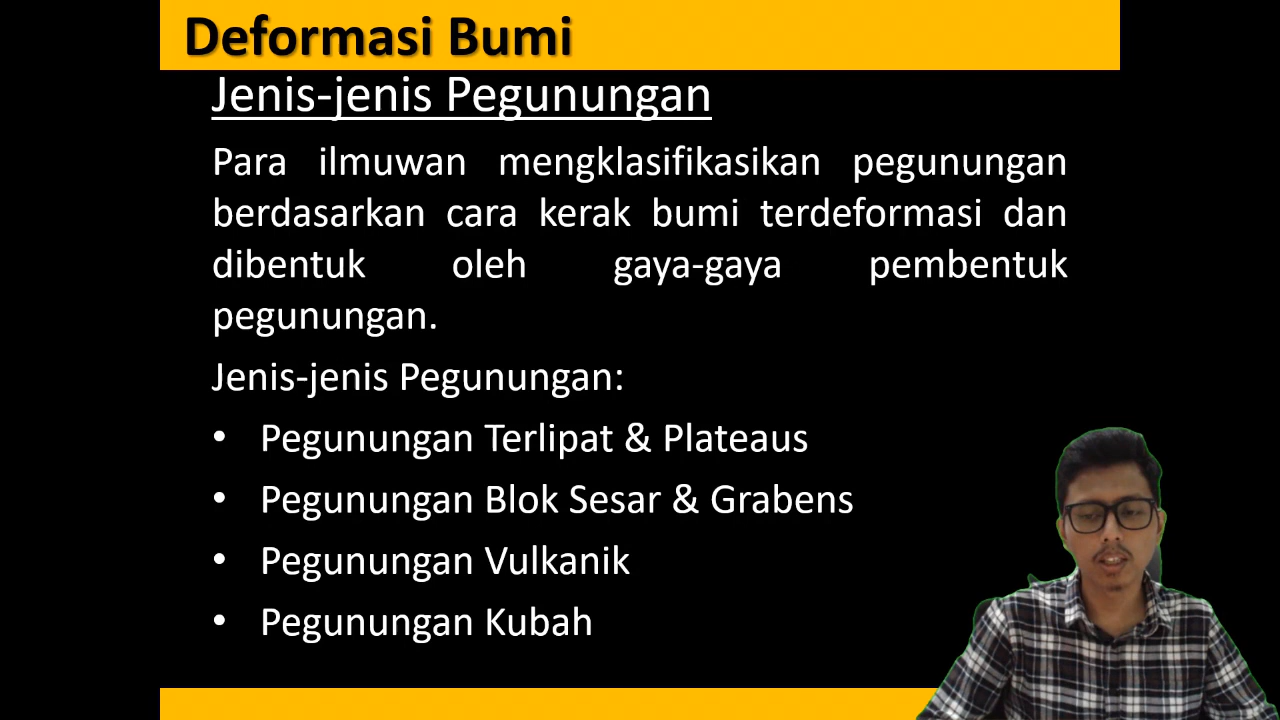 Deformasi Bumi
Jenis-jenis Pegunungan
Para ilmuwan mengklasifikasikan pegunungan
berdasarkan cara kerak bumi terdeformasi dan
dibentuk oleh gaya-gaya pembentuk
pegunungan.
Jenis-jenis Pegunungan:
• Pegunungan Terlipat & Plateaus
• Pegunungan Blok Sesar & Grabens
• Pegunungan Vulkanik
• Pegunungan Kubah